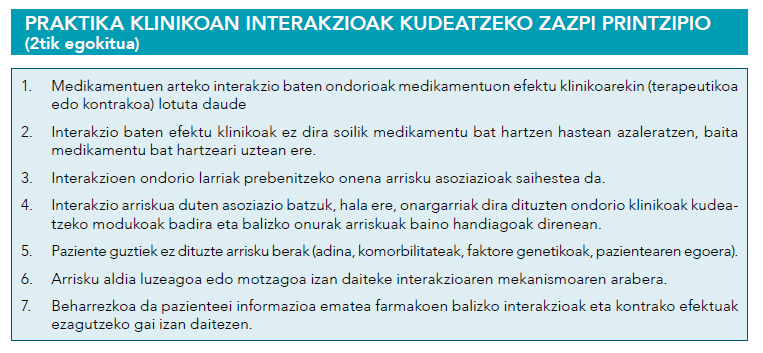 PRAKTIKA KLINIKOAN INTERAKZIOAK KUDEATZEKO ZAZPI PRINTZIPIO
(2tik egokitua)
1. Medikamentuen arteko interakzio baten ondorioak medikamentuon efektu klinikoarekin (terapeutikoa
edo kontrakoa) lotuta daude
2. Interakzio baten efektu klinikoak ez dira soilik medikamentu bat hartzen hastean azaleratzen, baita
medikamentu bat hartzeari uztean ere.
3. Interakzioen ondorio larriak prebenitzeko onena arrisku asoziazioak saihestea da.
4. Interakzio arriskua duten asoziazio batzuk, hala ere, onargarriak dira dituzten ondorio klinikoak kudea-
tzeko modukoak badira eta balizko onurak arriskuak baino handiagoak direnean.
5. Paziente guztiek ez dituzte arrisku berak (adina, komorbilitateak, faktore genetikoak, pazientearen egoera).
6. Arrisku aldia luzeagoa edo motzagoa izan daiteke interakzioaren mekanismoaren arabera.
7. Beharrezkoa da pazienteei informazioa ematea farmakoen balizko interakzioak eta kontrako efektuak
ezagutzeko gai izan daitezen.